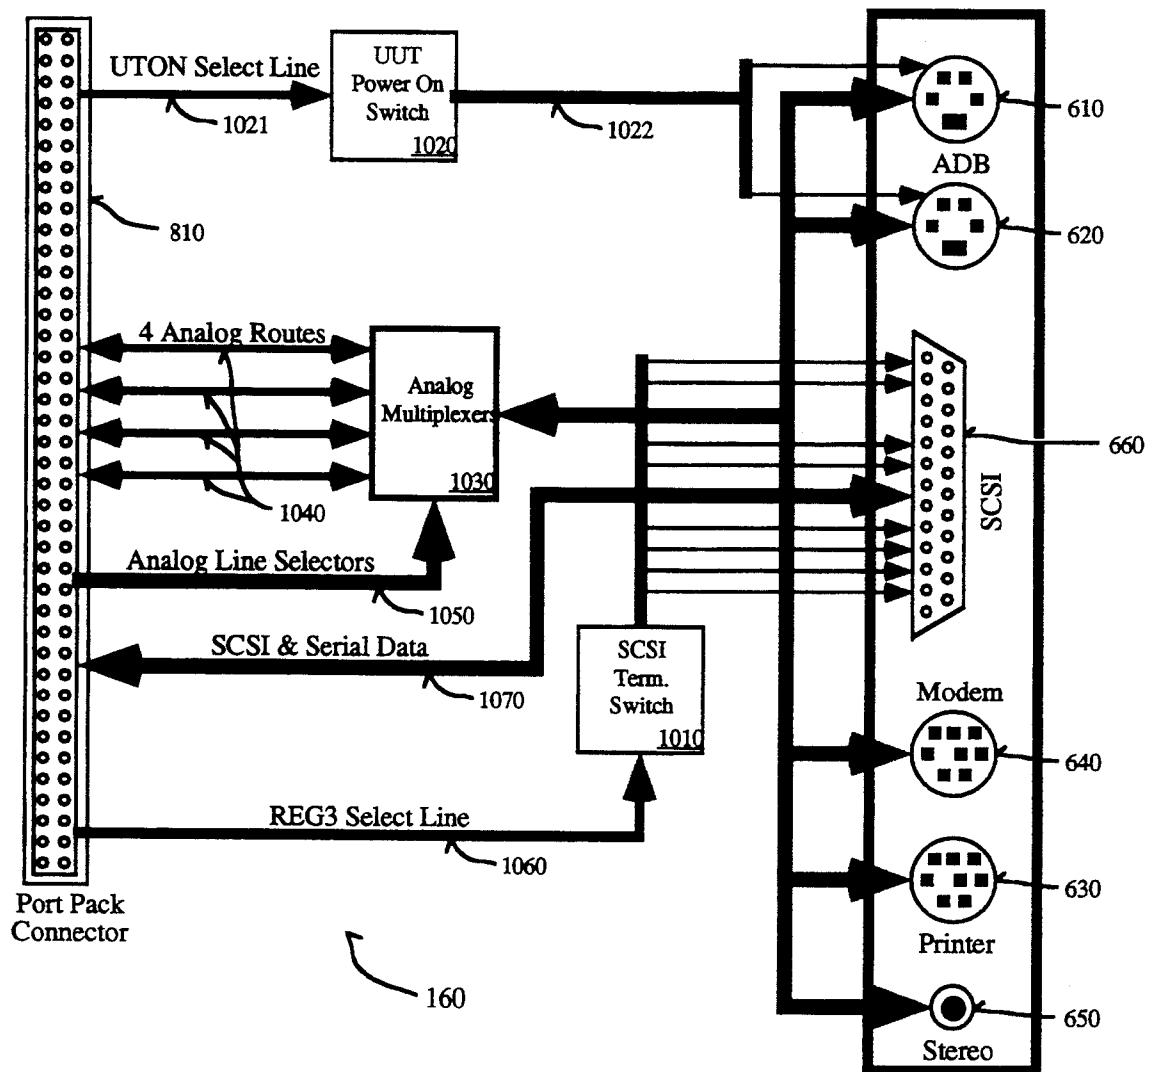 UTON Select Line
1021
UUT
Power On
Switch
1020
1022
610
ADB
620
810
4 Analog Routes
1040
Analog
Multiplexers
1030
660
SCSI
Analog Line Selectors
1050
SCSI & Serial Data
1070
SCSI
Term.
Switch
1010
Modem
640
REG3 Select Line
1060
630
Printer
Port Pack
Connector
160
650
Stereo